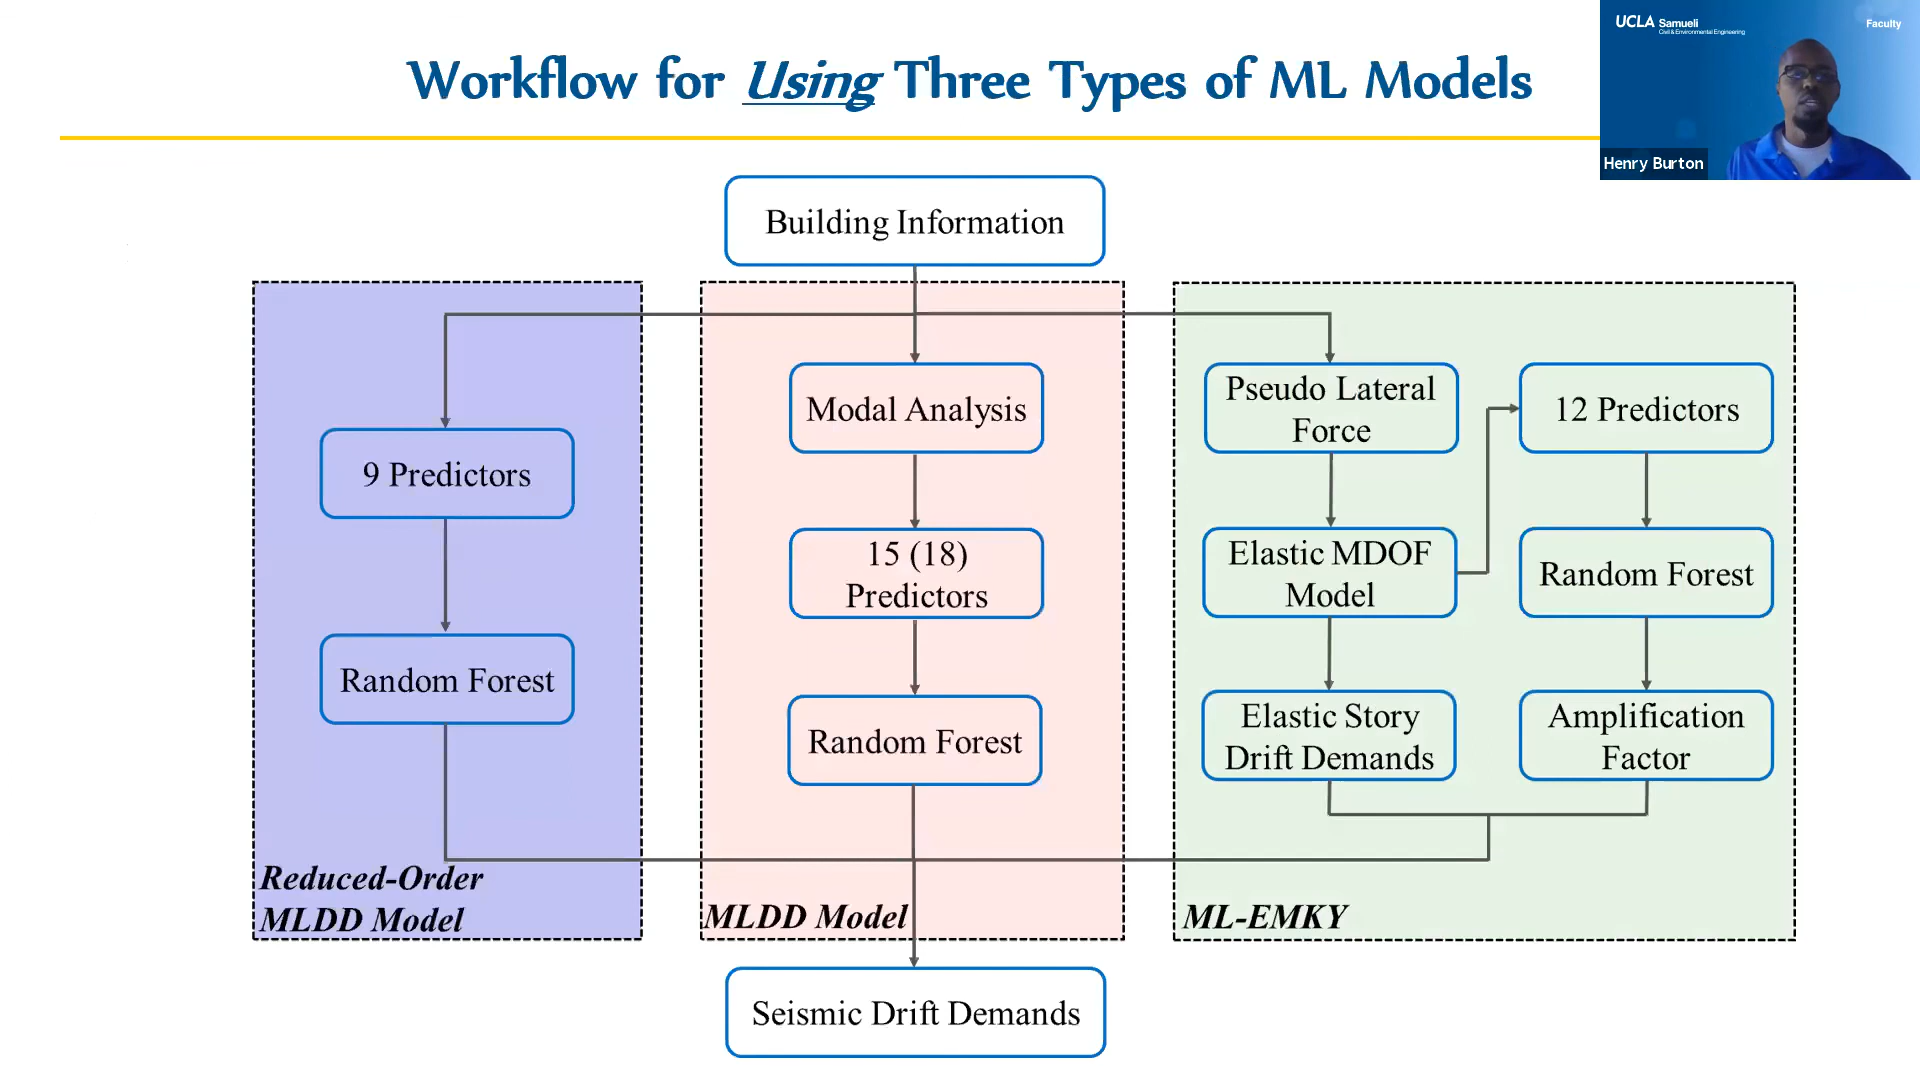 Workflow for Using Three Types of ML Models
UCLA Samueli
Civil & Environmental Engineering
Faculty
Henry Burton
Building Information
9 Predictors
Random Forest
Reduced-Order
MLDD Model
Modal Analysis
15 (18)
Predictors
Random Forest
MLDD Model
Pseudo Lateral
Force
Elastic MDOF
Model
Elastic Story
Drift Demands
12 Predictors
Random Forest
Amplification
Factor
ML-EMKY
Seismic Drift Demands